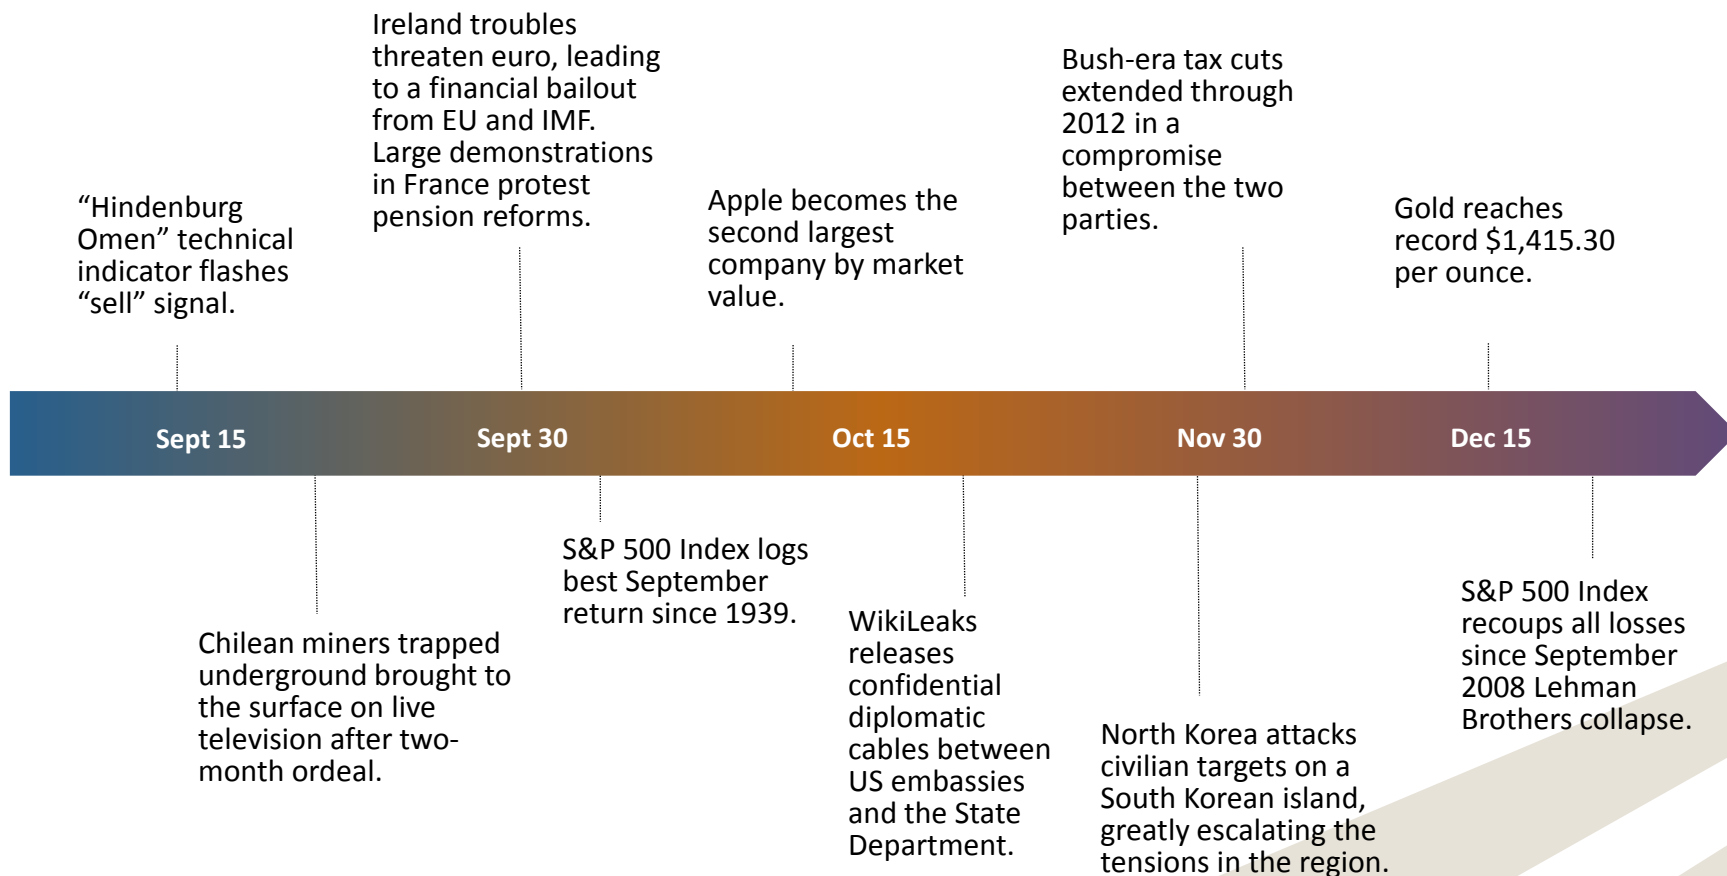 Ireland troubles
threaten euro, leading
to a financial bailout
from EU and IMF.
Large demonstrations
in France protest
pension reforms.
Bush-era tax cuts
extended through
2012 in a
compromise
between the two
parties.
“Hindenburg
Omen” technical
indicator flashes
“sell” signal.
Apple becomes the
second largest
company by market
value.
Gold reaches
record $1,415.30
per ounce.
Sept 15
Sept 30
Oct 15
Nov 30
Dec 15
Chilean miners trapped
underground brought to
the surface on live
television after two-
month ordeal.
S&P 500 Index logs
best September
return since 1939.
WikiLeaks
releases
confidential
diplomatic
cables between
US embassies
and the State
Department.
North Korea attacks
civilian targets on a
South Korean island,
greatly escalating the
tensions in the region.
S&P 500 Index
recoups all losses
since September
2008 Lehman
Brothers collapse.